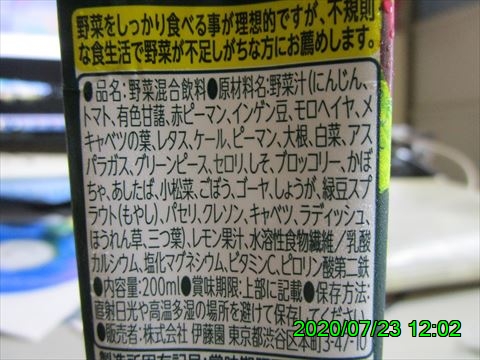 野菜をしっかり食べる事が理想的ですが、不規則
な食生活で野菜が不足しがちな方にお薦めします。
●品名:野菜混合飲料●原材料名:野菜汁(にんじん、
トマト、有色甘藷、赤ピーマン、インゲン豆、モロヘイヤ、メ
キャベツの葉、レタス、ケール、ピーマン、大根、白菜、アス
パラガス、グリーンピース、セロリ、しそ、ブロッコリー、かぼ
ちゃ、あしたば、小松菜、ごぼう、ゴーヤ、しょうが、緑豆スプ
ラウト(もやし)、パセリ、クレソン、キャベツ、ラディッシュ、
ほうれん草、三つ葉)、レモン果汁、水溶性食物繊維/乳酸
カルシウム、塩化マグネシウム、ビタミンC、ピロリン酸第二鉄
●内容量:200ml●賞味期限:上部に記載●保存方法:
直射日光や高温多湿の場所を避けて保存してください
●販売者:株式会社 伊藤園 東京都渋谷区本町3-47-10
2020/07/23 12:02